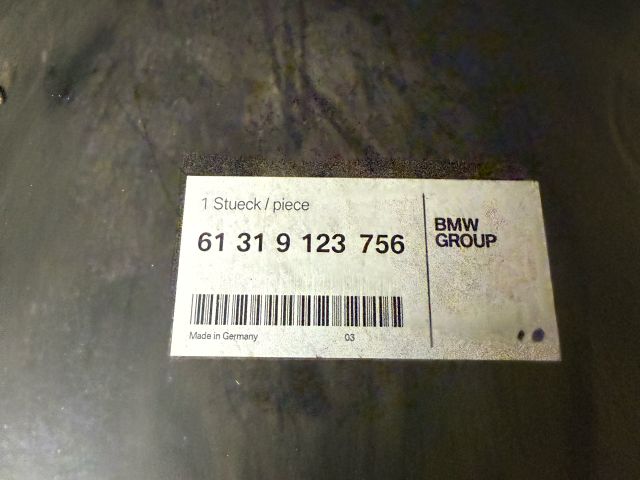 1 Stueck / piece
61 31 9 123 756
BMW
GROUP
Made in Germany
03